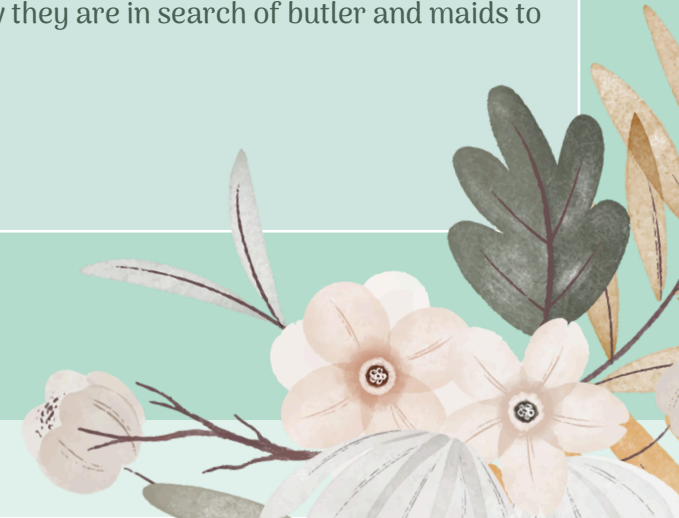 they are in search of butler and maids to